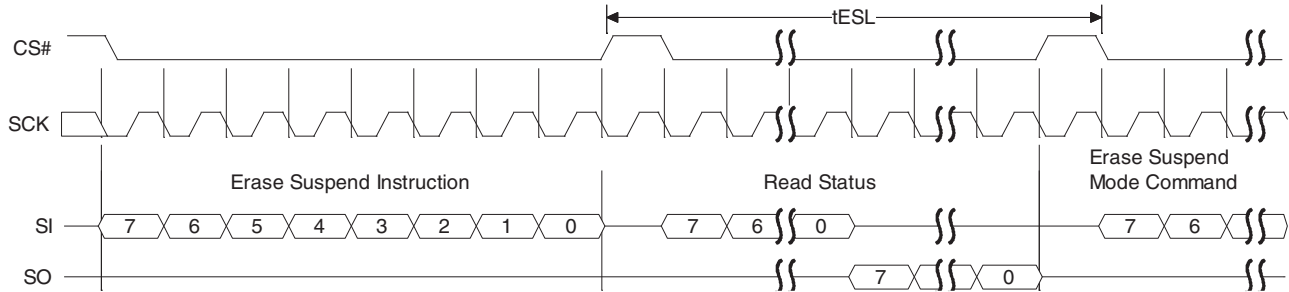 tESL
CS#
SCK
Erase Suspend Instruction
Read Status
Erase Suspend
Mode Command
SI
7 6 5 4 3 2 1 0
7 6 0
7 6
SO
7 0